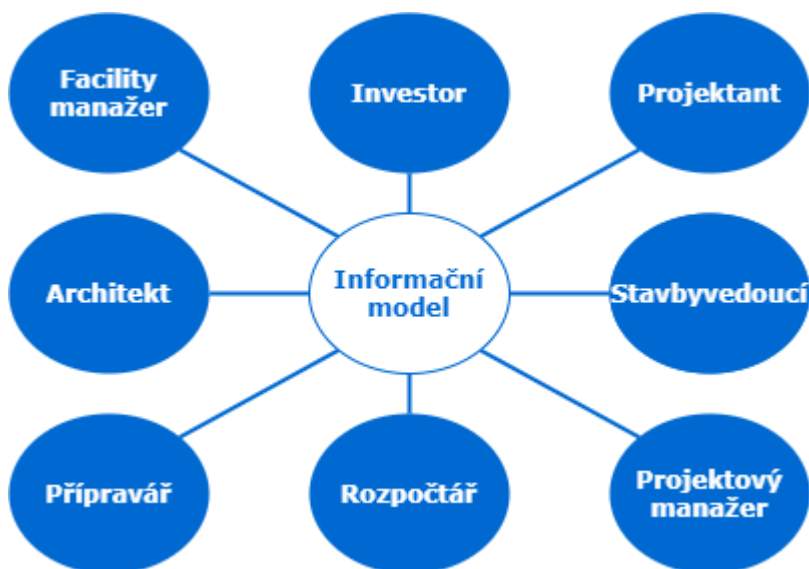 Facility
manažer
Investor
Projektant
Architekt
Informační
model
Stavbyvedoucí
Přípravář
Rozpočtář
Projektový
manažer